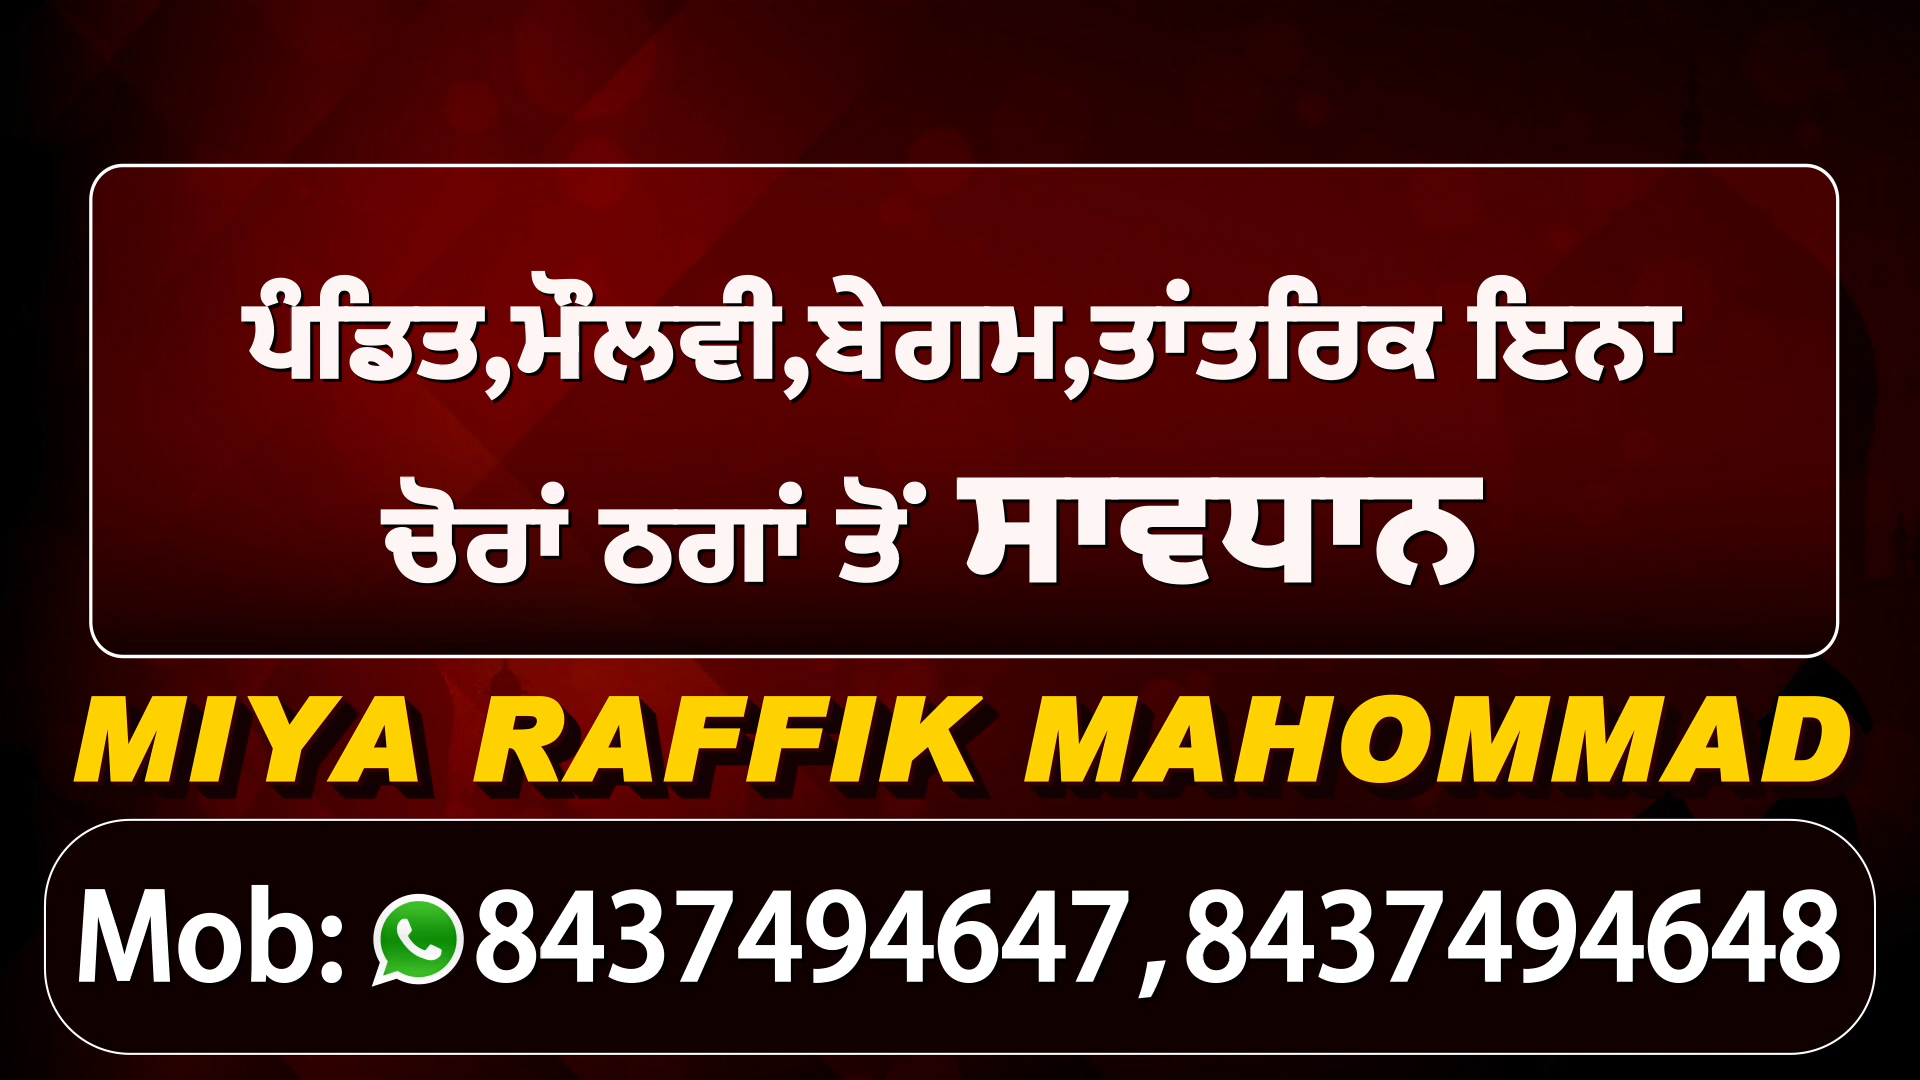 ਪੰਡਿਤ,ਮੌਲਵੀ,ਬੇਗਮ,ਤਾਂਤਰਿਕ ਇਨਾ
ਚੋਰਾਂ ਠਗਾਂ ਤੋਂ ਸਾਵਧਾਨ
MIYA RAFFIK MAHOMMAD
Mob: 8437494647, 8437494648